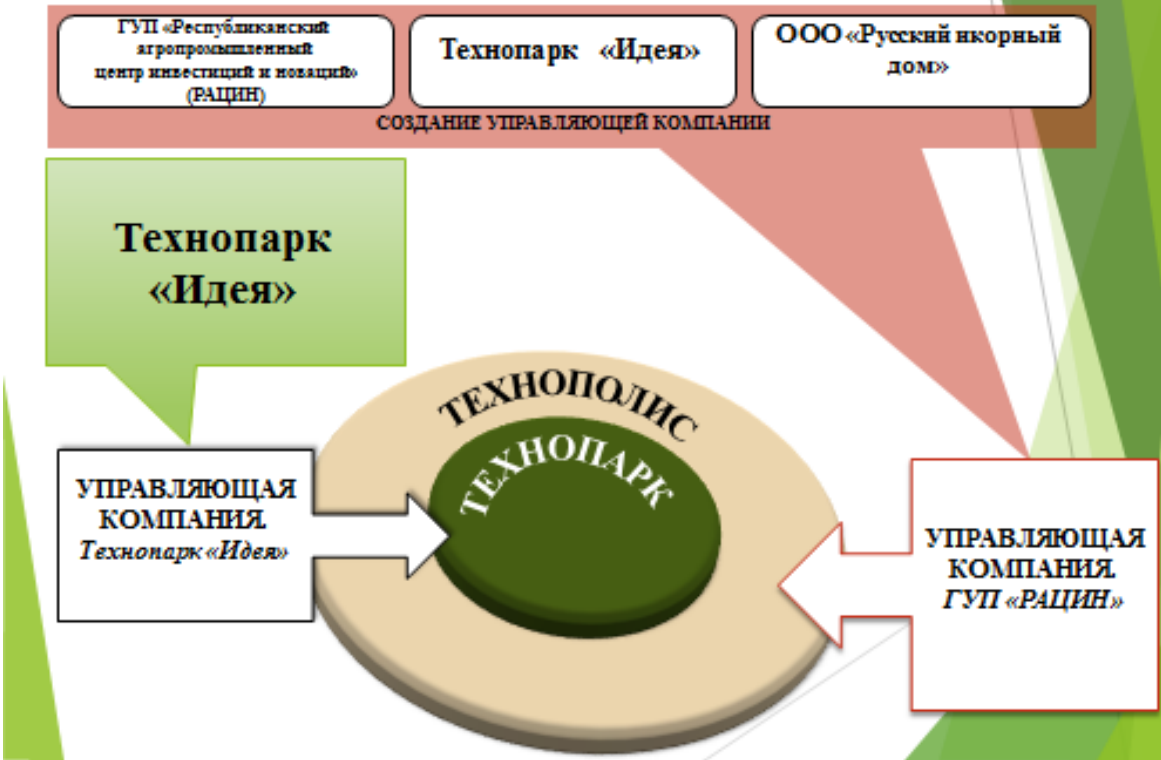 ГУП «Республиканский
агропромышленный
центр инвестиций и новаций»
(РАЦИН)
Технопарк «Идея»
ООО «Русский икорный
дом»
СОЗДАНИЕ УПРАВЛЯЮЩЕЙ КОМПАНИИ
Технопарк
«Идея»
ТЕХНОПОЛИС
ТЕХНОПАРК
УПРАВЛЯЮЩАЯ
КОМПАНИЯ.
Технопарк «Идея»
УПРАВЛЯЮЩАЯ
КОМПАНИЯ.
ГУП «РАЦИН»